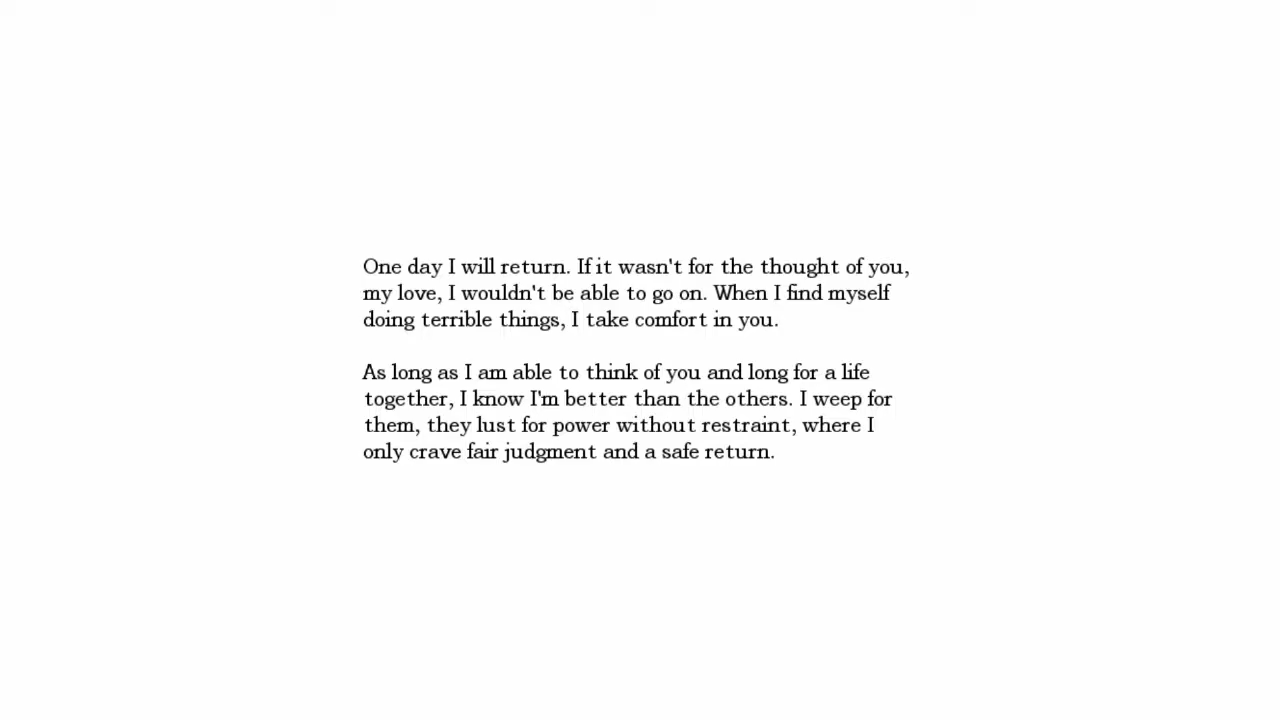 One day I will return. If it wasn't for the thought of you,
my love, I wouldn't be able to go on. When I find myself
doing terrible things, I take comfort in you.
As long as I am able to think of you and long for a life
together, I know I'm better than the others. I weep for
them, they lust for power without restraint, where I
only crave fair judgment and a safe return.